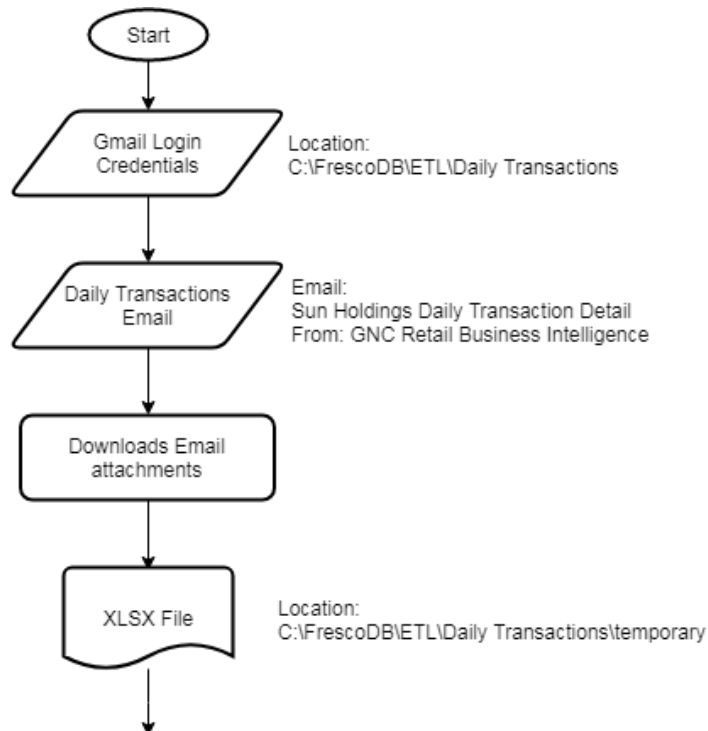 Start
Gmail Login
Credentials
Location:
C:\FrescoDB\ETL\Daily Transactions
Daily Transactions
Email
Email:
Sun Holdings Daily Transaction Detail
From: GNC Retail Business Intelligence
Downloads Email
attachments
XLSX File
Location:
C:\FrescoDB\ETL\Daily Transactions\temporary